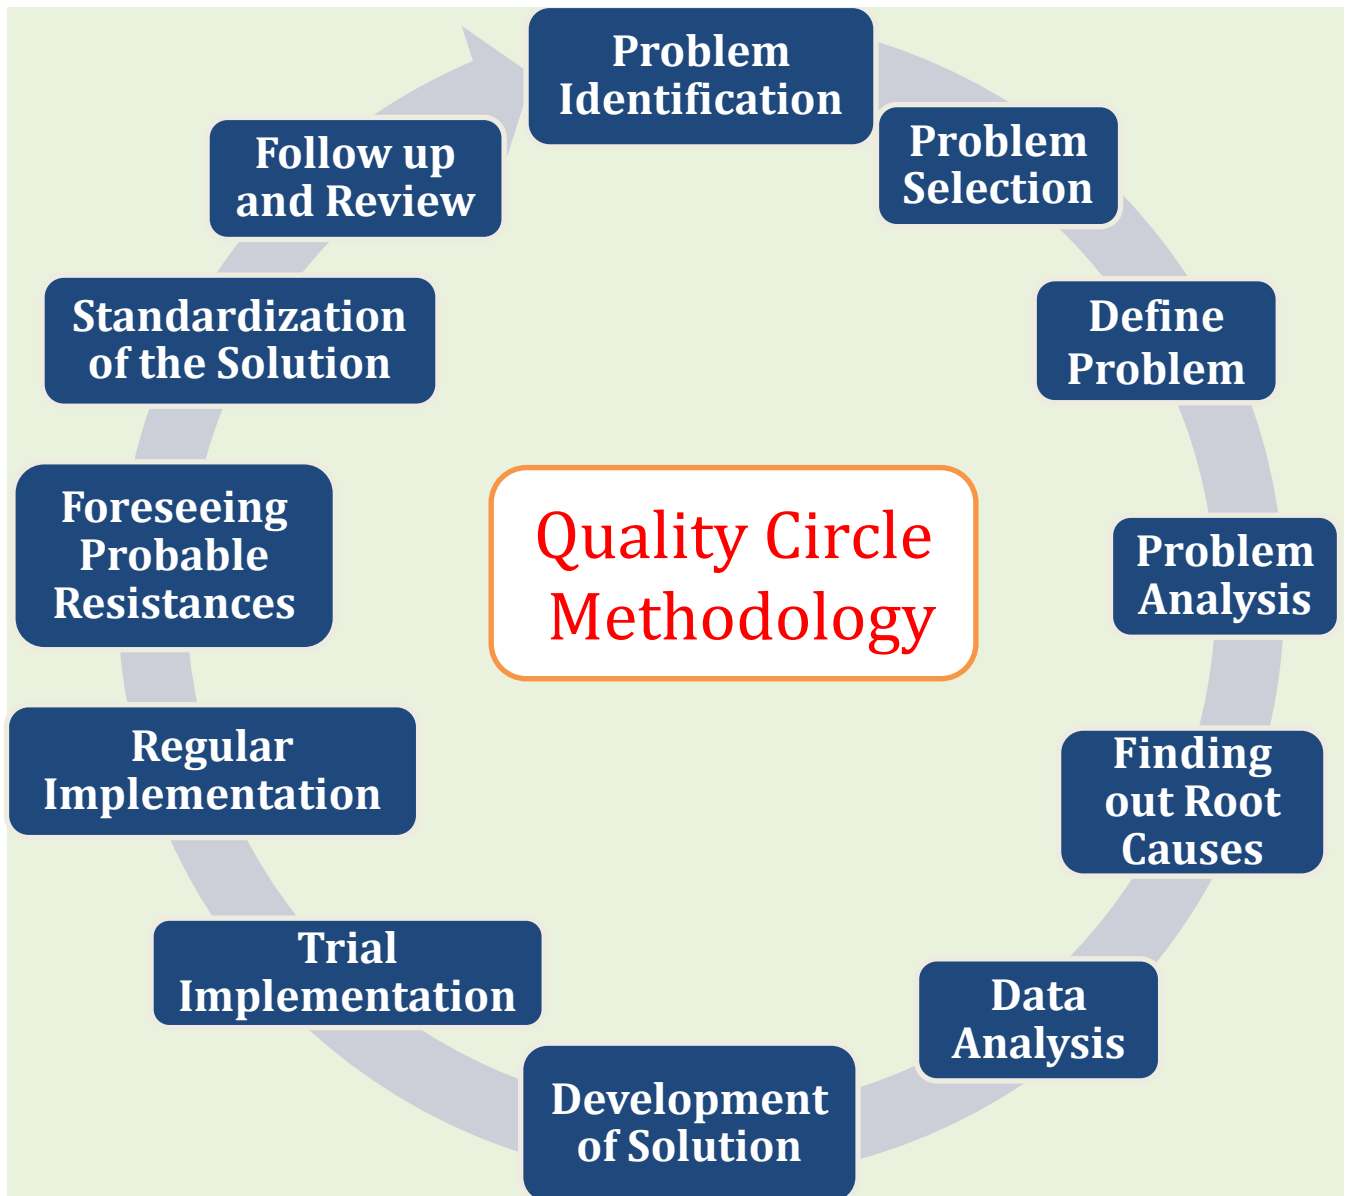 Problem
Identification
Problem
Selection
Define
Problem
Problem
Analysis
Finding
out Root
Causes
Data
Analysis
Development
of Solution
Trial
Implementation
Regular
Implementation
Foreseeing
Probable
Resistances
Standardization
of the Solution
Follow up
and Review
Quality Circle
Methodology